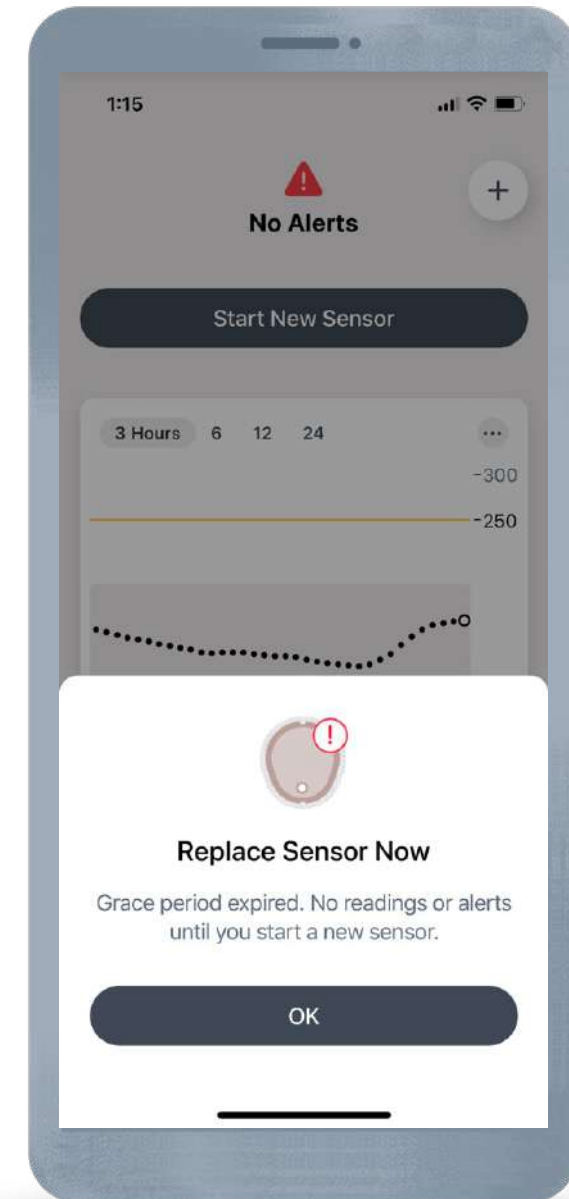 1:15
No Alerts
Start New Sensor
3 Hours 6 12 24
-300
-250
Replace Sensor Now
Grace period expired. No readings or alerts
until you start a new sensor.
OK